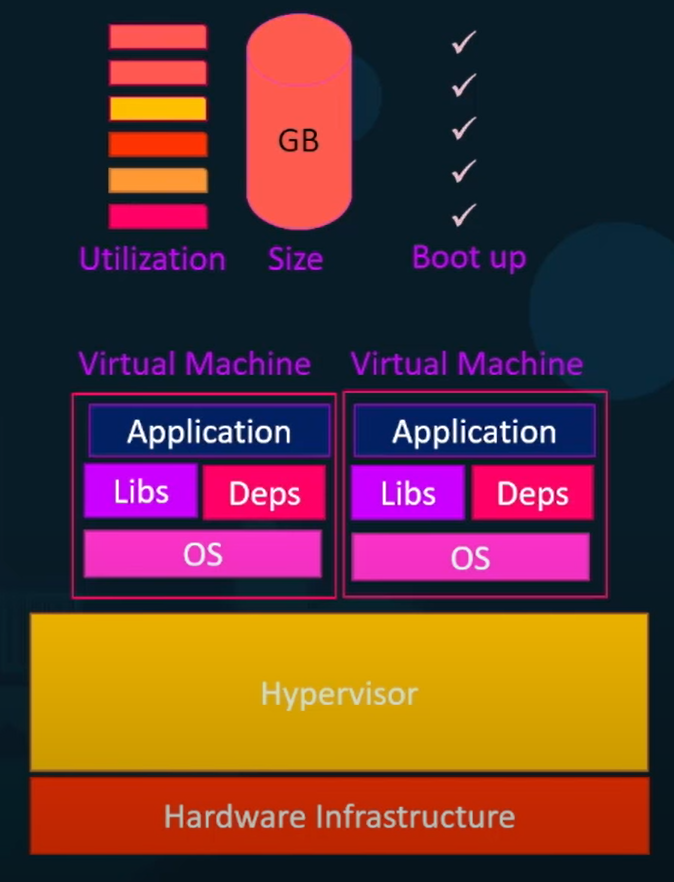 GB
Utilization Size Boot up
Virtual Machine Virtual Machine
Application Application
Libs Deps Libs Deps
OS OS
Hypervisor
Hardware Infrastructure